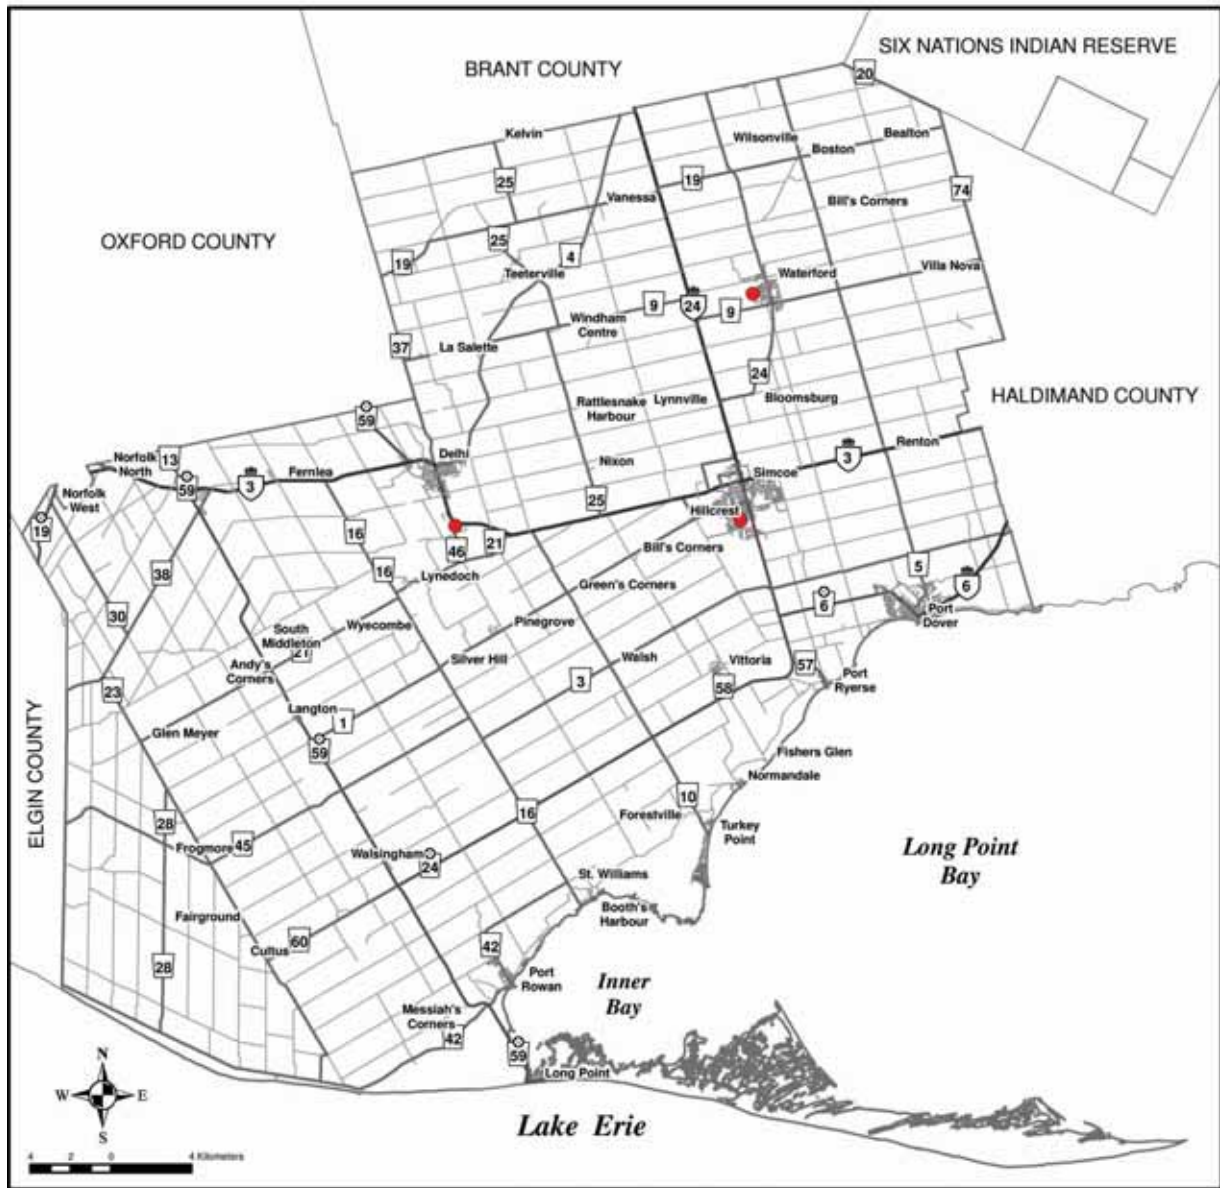 SIX NATIONS INDIAN RESERVE
BRANT COUNTY
20
Kelvin
Wilsonville
Bealton
Boston
25
19
74
Vanessa
Bill's Corners
OXFORD COUNTY
25
4
19
Teeterville
Waterford
Villa Nova
9
24
9
Windham
Centre
37
La Salette
24
Rattlesnake
Harbour
Lynnville
Bloomsburg
HALDIMAND COUNTY
59
Renton
Delhi
3
Norfolk
North
13
Fernlea
Nixon
Simcoe
59
3
Norfolk
West
25
Hillcrest
19
16
46
21
Bill's Corners
38
16
Lynedoch
Green's Corners
5
6
6
30
Port
Dover
South
Middleton
Wyecombe
Pinegrove
21
Andy's
Corners
Silver Hill
Walsh
Vittoria
57
23
3
58
Port
Ryerse
Langton
1
Glen Meyer
59
Fishers Glen
ELGIN COUNTY
Normandale
10
28
16
Forestville
Turkey
Point
Frogmore
45
Walsingham
24
Long Point
Bay
St. Williams
Fairground
Booth's
Harbour
60
Cultus
42
28
Port
Rowan
Inner
Bay
Messiah's
Corners
42
59
Long Point
N
W
E
S
Lake Erie
4
2
0
4 Kilometers